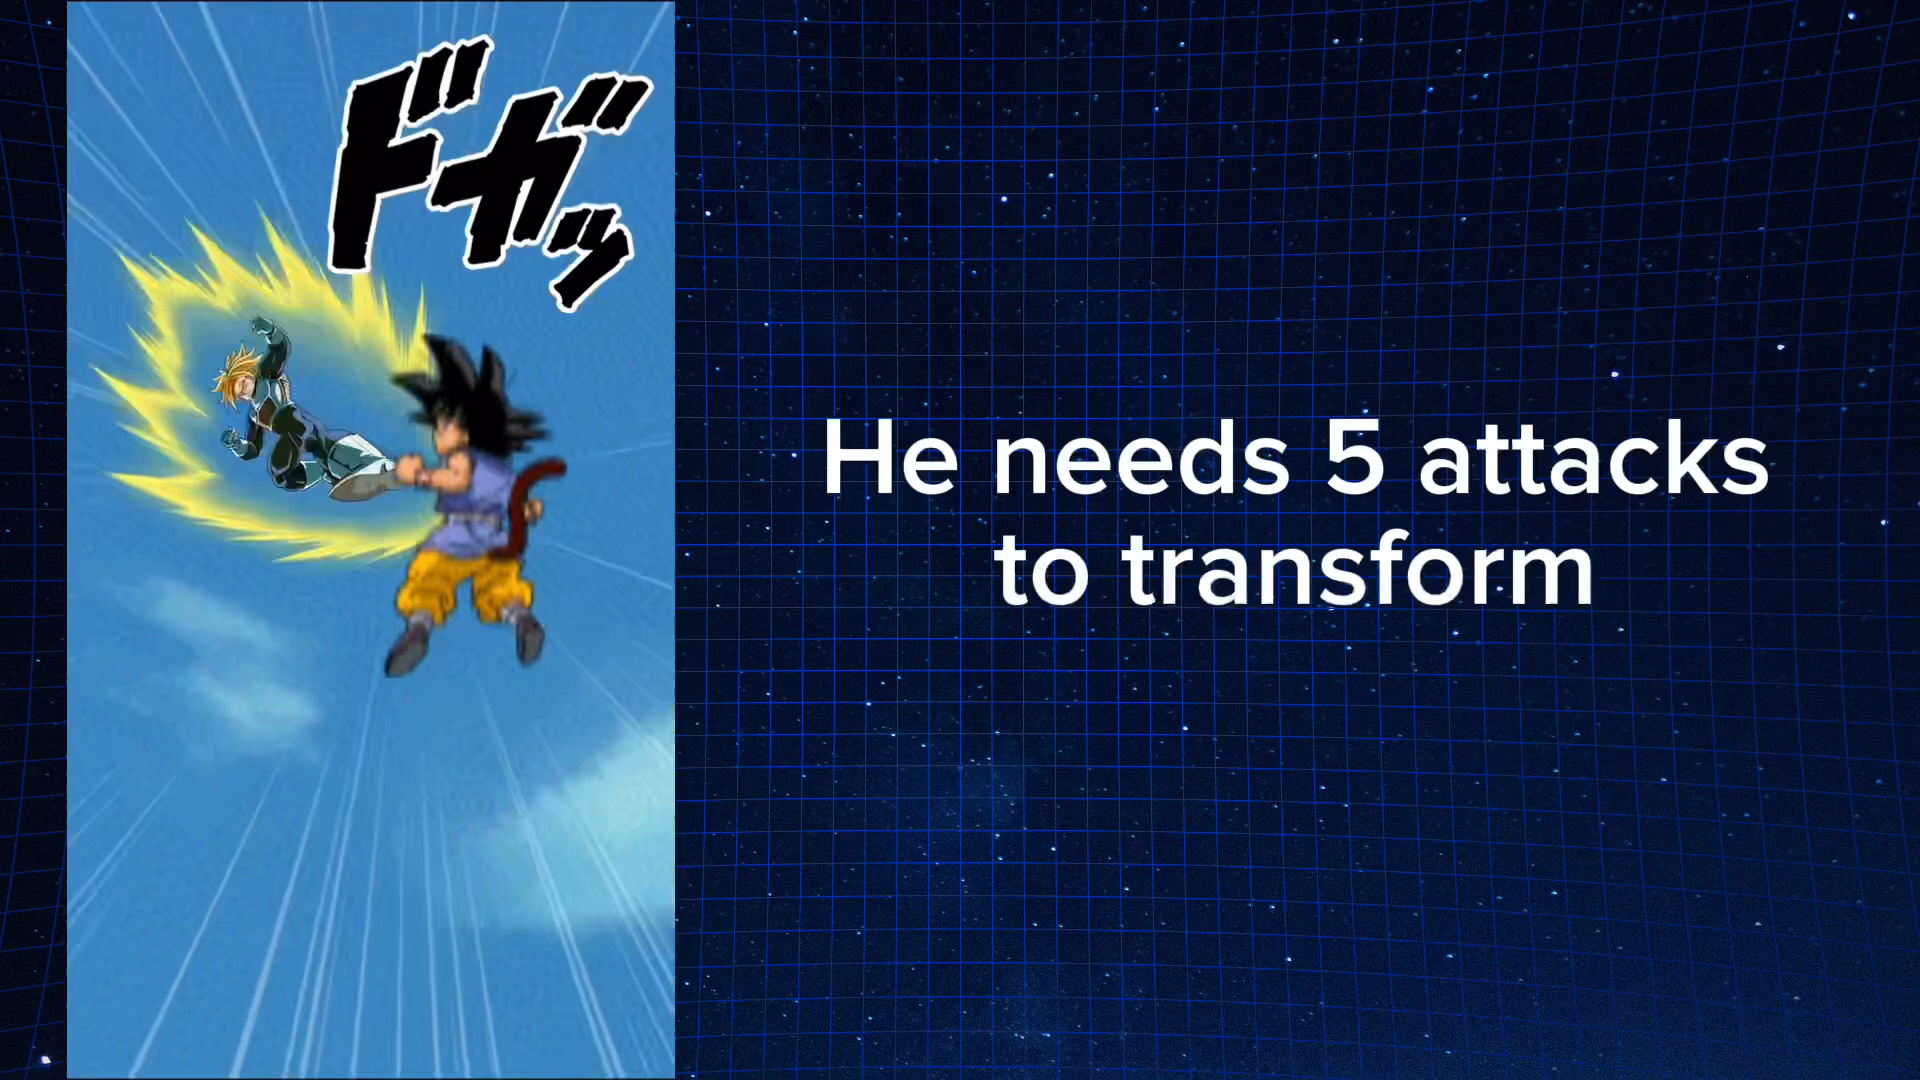 ドガッ
He needs 5 attacks
to transform